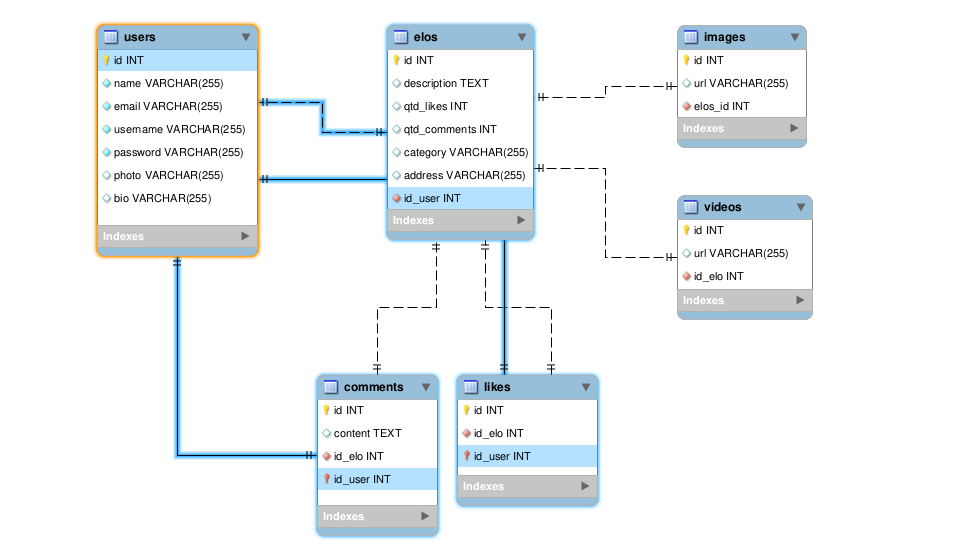 users
id INT
name VARCHAR(255)
email VARCHAR(255)
username VARCHAR(255)
password VARCHAR(255)
photo VARCHAR(255)
bio VARCHAR(255)
Indexes
elos
id INT
description TEXT
qtd_likes INT
qtd_comments INT
category VARCHAR(255)
address VARCHAR(255)
id_user INT
Indexes
images
id INT
url VARCHAR(255)
elos_id INT
Indexes
videos
id INT
url VARCHAR(255)
id_elo INT
Indexes
comments
id INT
content TEXT
id_elo INT
id_user INT
Indexes
likes
id INT
id_elo INT
id_user INT
Indexes